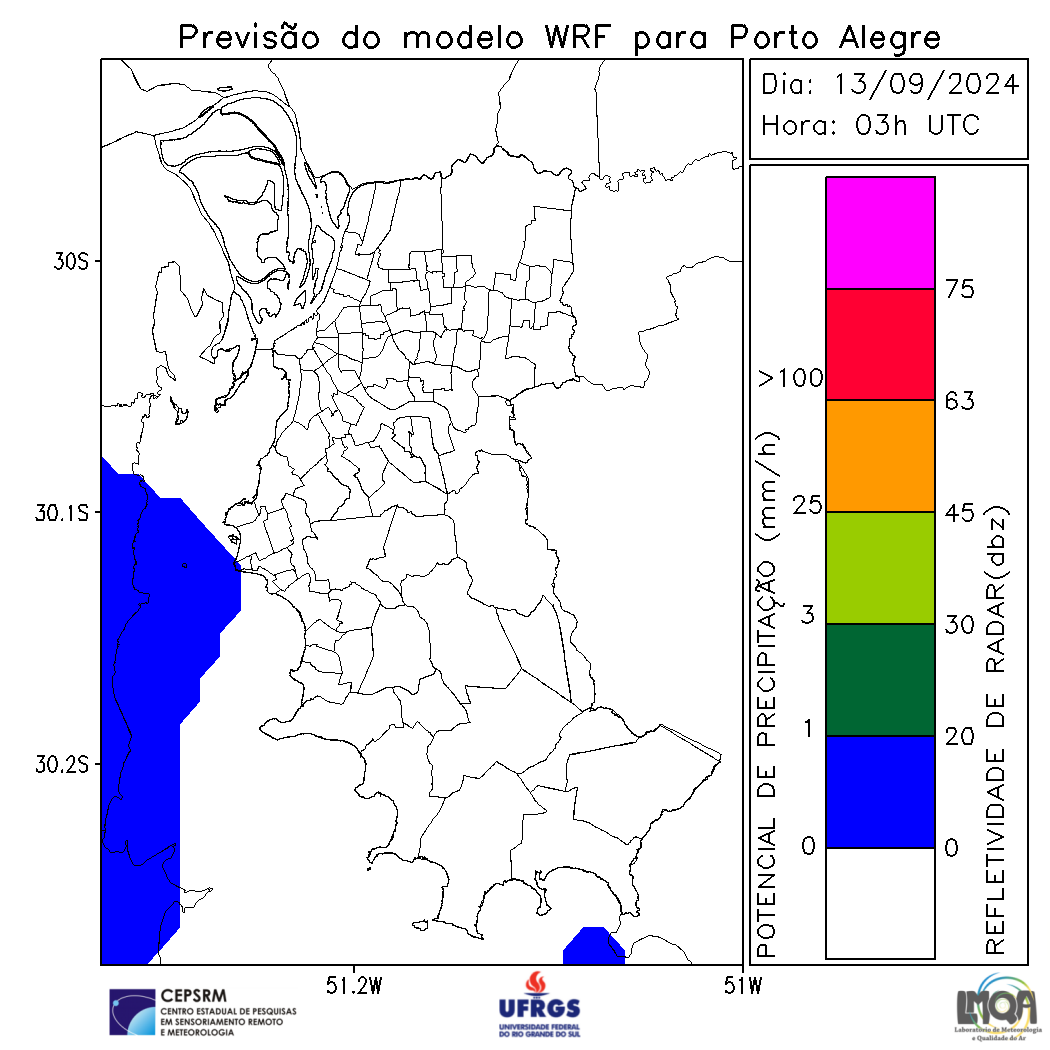 Previsão do modelo WRF para Porto Alegre
Dia: 13/09/2024
Hora: 03h UTC
30S
30.1S
30.2S
51.2W
51W
POTENCIAL DE PRECIPITAÇÃO (mm/h)
>100
25
3
1
0
75
63
45
30
20
0
REFLETIVIDADE DE RADAR(dbz)
CEPSRM
CENTRO ESTADUAL DE PESQUISAS
EM SENSORIAMENTO REMOTO
E METEOROLOGIA
UFRGS
UNIVERSIDADE FEDERAL
DO RIO GRANDE DO SUL
LMQA
Laboratório de Meteorologia
e Qualidade do Ar